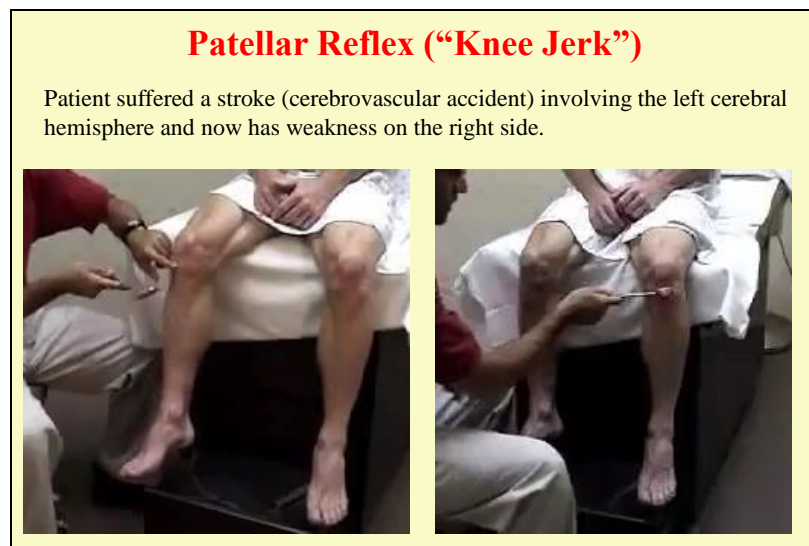 Patellar Reflex (“Knee Jerk”)
Patient suffered a stroke (cerebrovascular accident) involving the left cerebral
hemisphere and now has weakness on the right side.